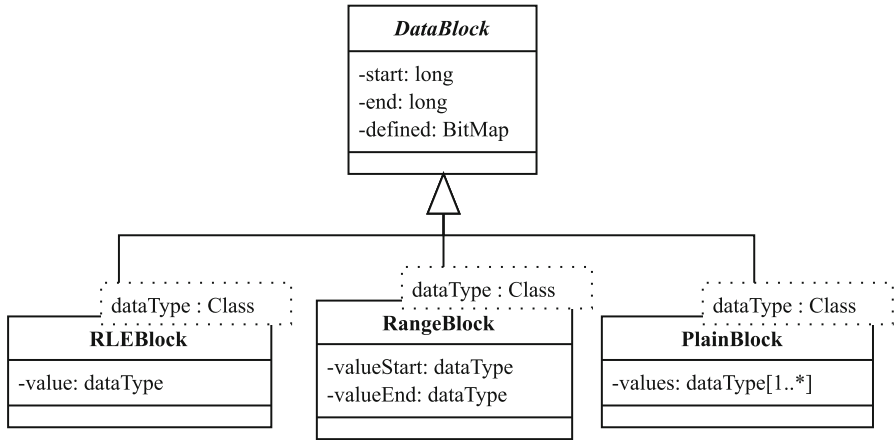 DataBlock
-start: long
-end: long
-defined: BitMap
dataType : Class
RLEBlock
-value: dataType
dataType : Class
RangeBlock
-valueStart: dataType
-valueEnd: dataType
dataType : Class
PlainBlock
-values: dataType[1..*]